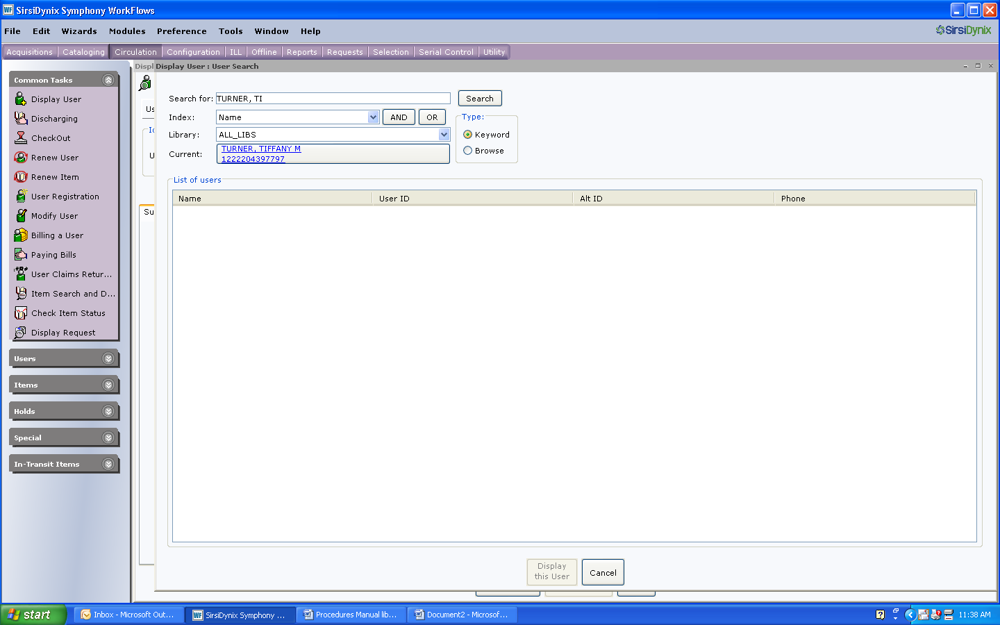 SirsiDynix Symphony WorkFlows
File Edit Wizards Modules Preference Tools Window Help
SirsiDynix
Acquisitions Cataloging Circulation Configuration ILL Offline Reports Requests Selection Serial Control Utility
Displ Display User : User Search
Common Tasks
Display User
Discharging
CheckOut
Renew User
Renew Item
User Registration
Modify User
Billing a User
Paying Bills
User Claims Retur...
Item Search and D...
Check Item Status
Display Request
Users
Items
Holds
Special
In-Transit Items
Us
Su
Search for: TURNER, TI Search
Index: Name AND OR
Library: ALL_LIBS
Current: TURNER, TIFFANY M
1222204397797
Type:
Keyword
Browse
List of users
Name User ID Alt ID Phone
Display
this User
Cancel
start Inbox - Microsoft Out... SirsiDynix Symphony ... Procedures Manual lib... Document2 - Microsof... 11:38 AM